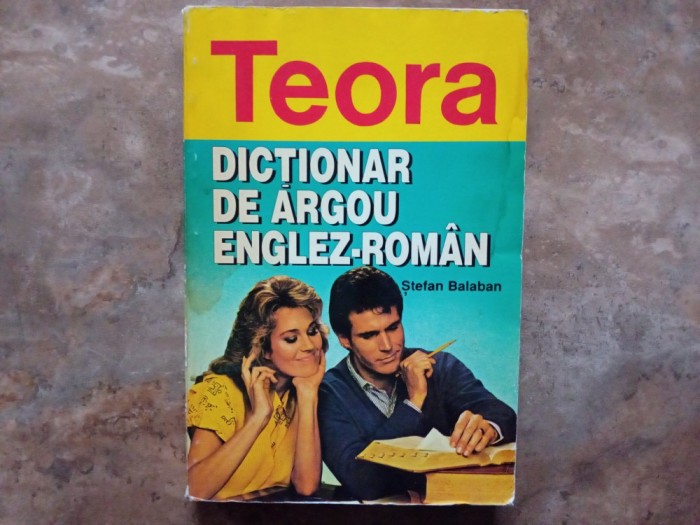 Teora
DICȚIONAR
DE ARGOU
ENGLEZ-ROMÂN
Ștefan Balaban